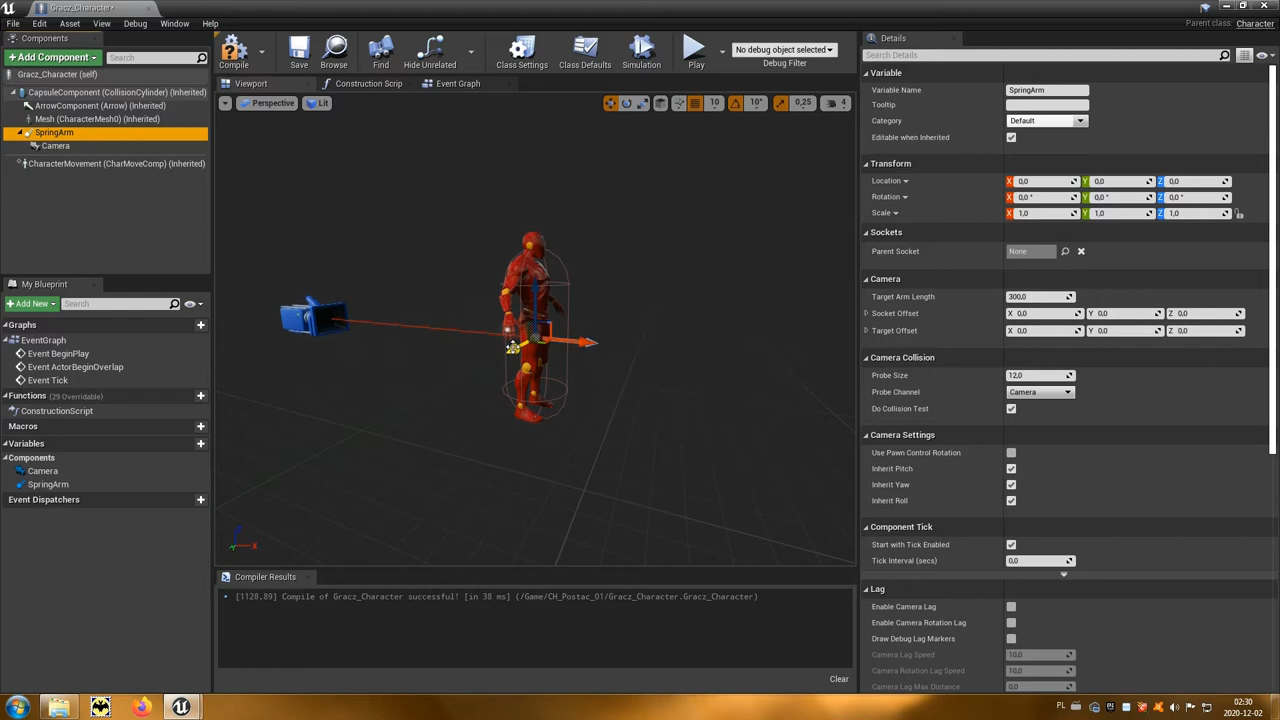 Gracz_Character*
File Edit Asset View Debug Window Help
Parent class: Character
Components
+ Add Component
Search
Gracz_Character (self)
CapsuleComponent (CollisionCylinder) (Inherited)
ArrowComponent (Arrow) (Inherited)
Mesh (CharacterMesh0) (Inherited)
SpringArm
Camera
CharacterMovement (CharMoveComp) (Inherited)
My Blueprint
+ Add New
Search
Graphs
EventGraph
Event BeginPlay
Event ActorBeginOverlap
Event Tick
Functions (29 Overridable)
ConstructionScript
Macros
Variables
Components
Camera
SpringArm
Event Dispatchers
Compile Save Browse Find Hide Unrelated Class Settings Class Defaults Simulation Play
No debug object selected
Debug Filter
Viewport Construction Scrip Event Graph
Perspective Lit 10 10° 0,25 4
Z
X
Y
Compiler Results
[1128,89] Compile of Gracz_Character successful! [in 38 ms] (/Game/CH_Postac_01/Gracz_Character.Gracz_Character)
Clear
Details
Search Details
Variable
Variable Name SpringArm
Tooltip
Category Default
Editable when Inherited
Transform
Location X 0,0 Y 0,0 Z 0,0
Rotation X 0,0 ° Y 0,0 ° Z 0,0 °
Scale X 1,0 Y 1,0 Z 1,0
Sockets
Parent Socket None
Camera
Target Arm Length 300,0
Socket Offset X 0,0 Y 0,0 Z 0,0
Target Offset X 0,0 Y 0,0 Z 0,0
Camera Collision
Probe Size 12,0
Probe Channel Camera
Do Collision Test
Camera Settings
Use Pawn Control Rotation
Inherit Pitch
Inherit Yaw
Inherit Roll
Component Tick
Start with Tick Enabled
Tick Interval (secs) 0,0
Lag
Enable Camera Lag
Enable Camera Rotation Lag
Draw Debug Lag Markers
Camera Lag Speed 10,0
Camera Rotation Lag Speed 10,0
Camera Lag Max Distance 0,0
PL
02:30
2020-12-02